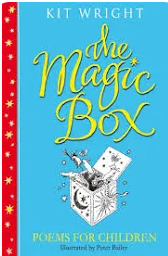 KIT WRIGHT
the
Magic
Box
POEMS FOR CHILDREN
Illustrated by Peter Bailey